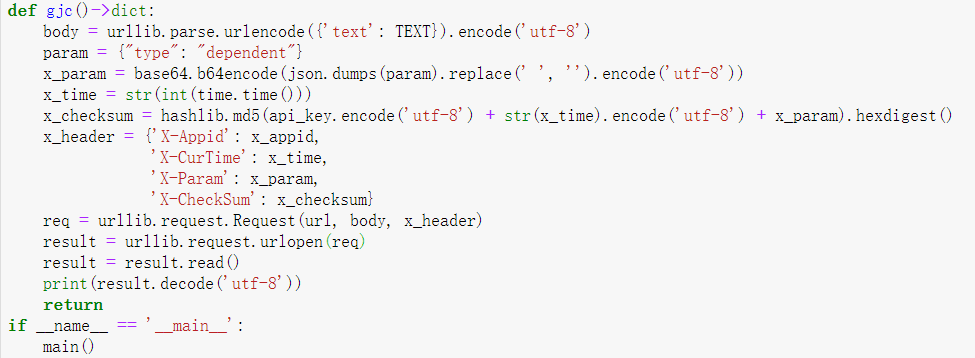 def gjc()->dict:
    body = urllib.parse.urlencode({'text': TEXT}).encode('utf-8')
    param = {"type": "dependent"}
    x_param = base64.b64encode(json.dumps(param).replace(' ', '').encode('utf-8'))
    x_time = str(int(time.time()))
    x_checksum = hashlib.md5(api_key.encode('utf-8') + str(x_time).encode('utf-8') + x_param).hexdigest()
    x_header = {'X-Appid': x_appid,
                'X-CurTime': x_time,
                'X-Param': x_param,
                'X-CheckSum': x_checksum}
    req = urllib.request.Request(url, body, x_header)
    result = urllib.request.urlopen(req)
    result = result.read()
    print(result.decode('utf-8'))
    return
if __name__ == '__main__':
    main()